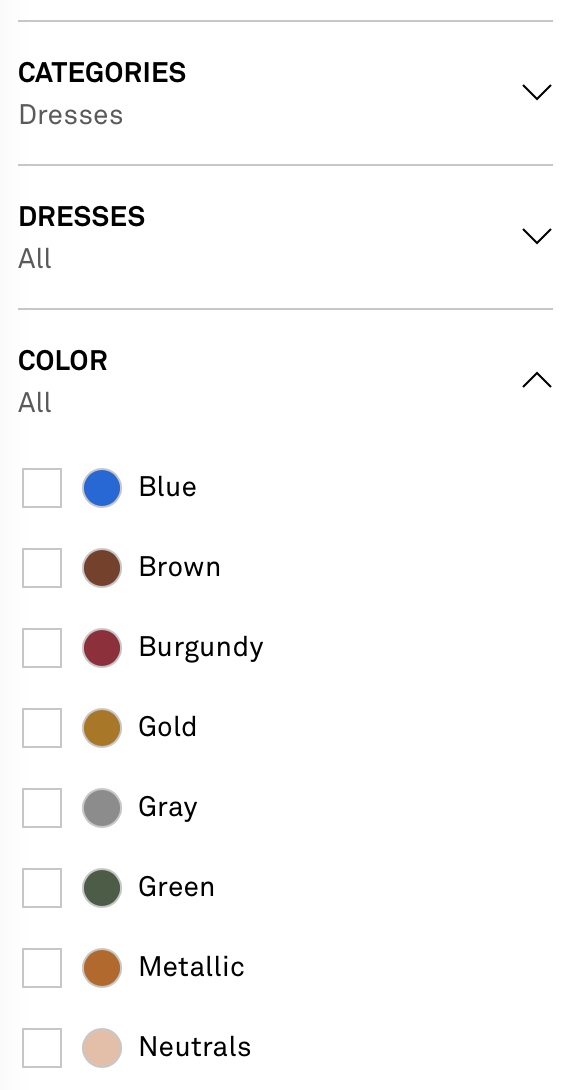 CATEGORIES
Dresses
DRESSES
All
COLOR
All
Blue
Brown
Burgundy
Gold
Gray
Green
Metallic
Neutrals